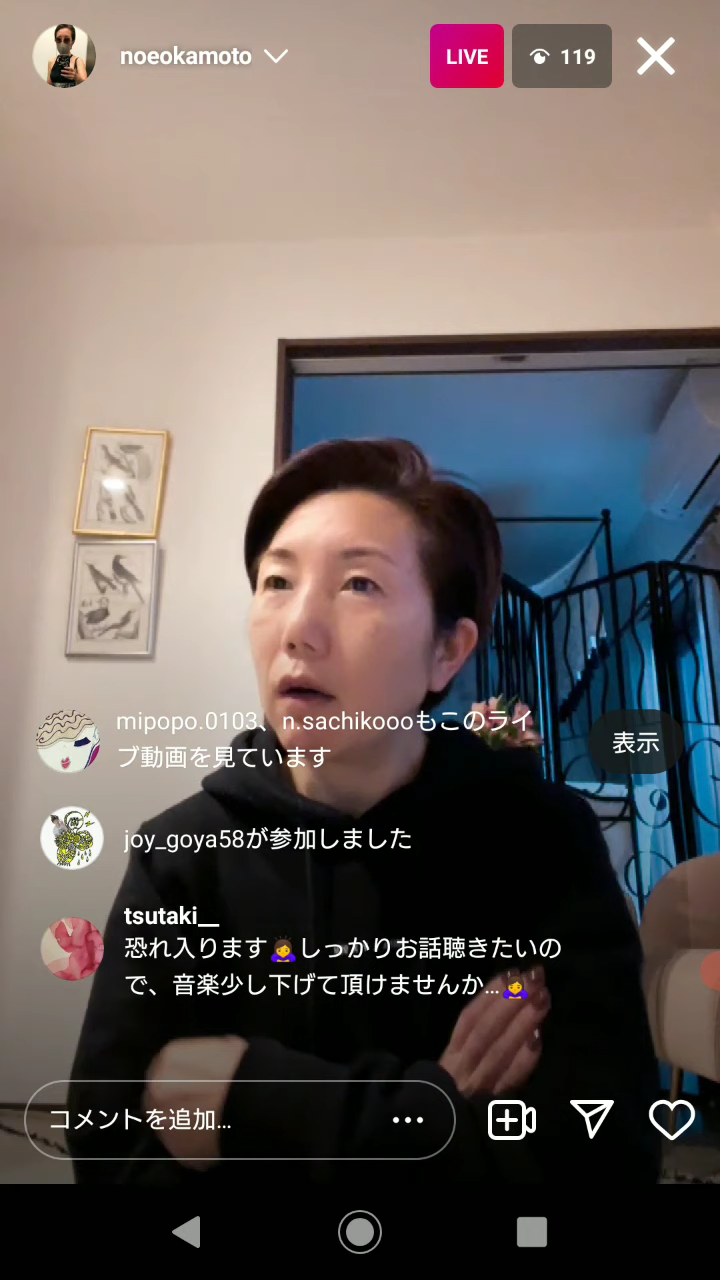 noeokamoto
LIVE
119
mipopo.0103、n.sachikoooもこのライ
ブ動画を見ています
表示
joy_goya58が参加しました
tsutaki__
恐れ入ります🙇‍♀️しっかりお話聴きたいの
で、音楽少し下げて頂けませんか...🙇‍♀️
コメントを追加...